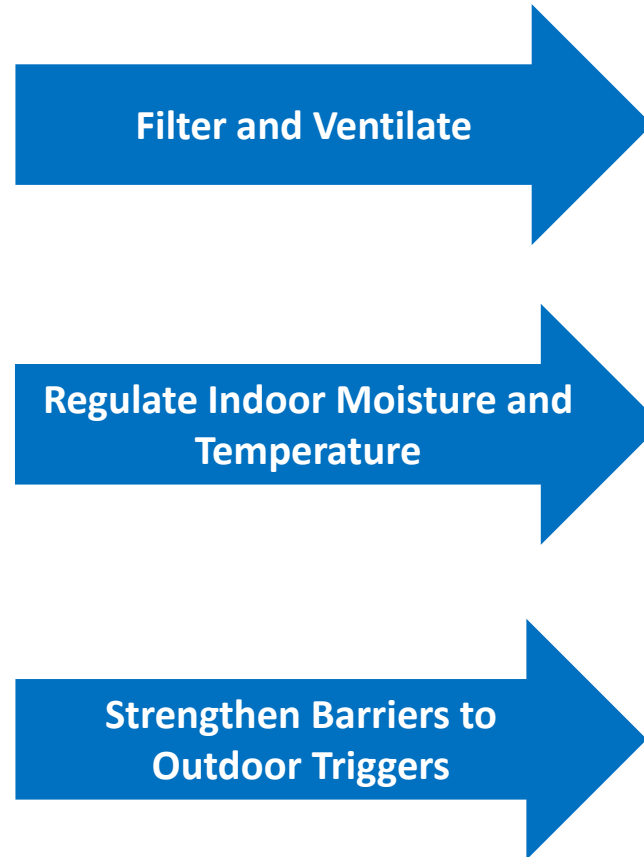 Filter and Ventilate
Regulate Indoor Moisture and
Temperature
Strengthen Barriers to
Outdoor Triggers